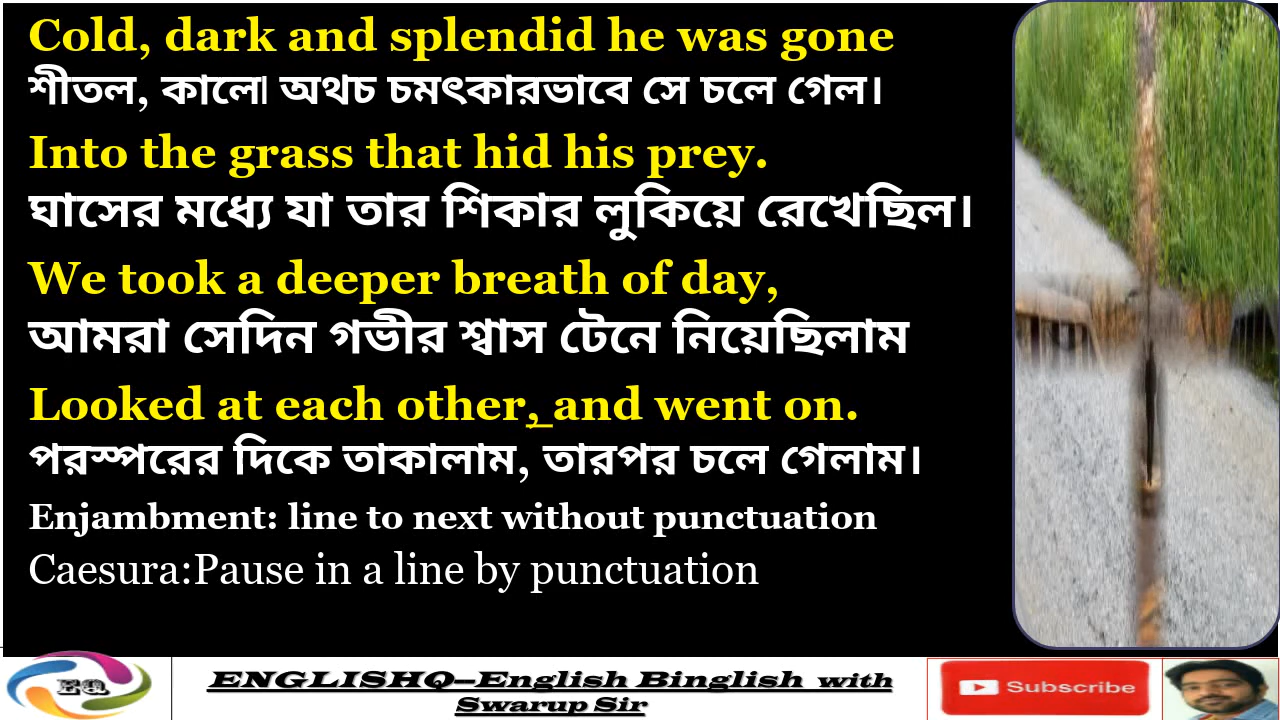 Cold, dark and splendid he was gone
শীতল, কালো অথচ চমৎকারভাবে সে চলে গেল।
Into the grass that hid his prey.
ঘাসের মধ্যে যা তার শিকার লুকিয়ে রেখেছিল।
We took a deeper breath of day,
আমরা সেদিন গভীর শ্বাস টেনে নিয়েছিলাম
Looked at each other, and went on.
পরস্পরের দিকে তাকালাম, তারপর চলে গেলাম।
Enjambment: line to next without punctuation
Caesura:Pause in a line by punctuation
EQ
ENGLISHQ–English Binglish with
Swarup Sir
Subscribe